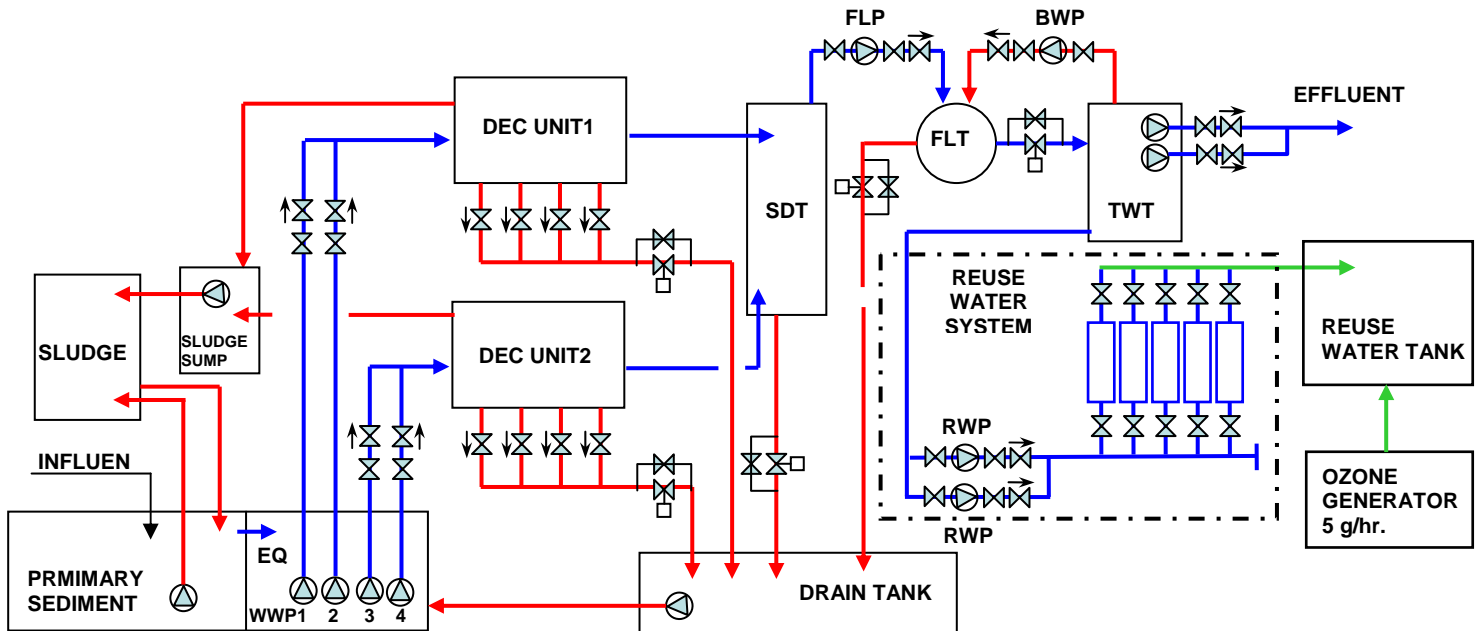 FLP
BWP
DEC UNIT1
EFFLUENT
FLT
SDT
TWT
REUSE
WATER
SYSTEM
SLUDGE
SLUDGE
SUMP
DEC UNIT2
REUSE
WATER TANK
RWP
INFLUEN
OZONE
GENERATOR
5 g/hr.
RWP
EQ
PRMIMARY
SEDIMENT
WWP1 2 3 4
DRAIN TANK